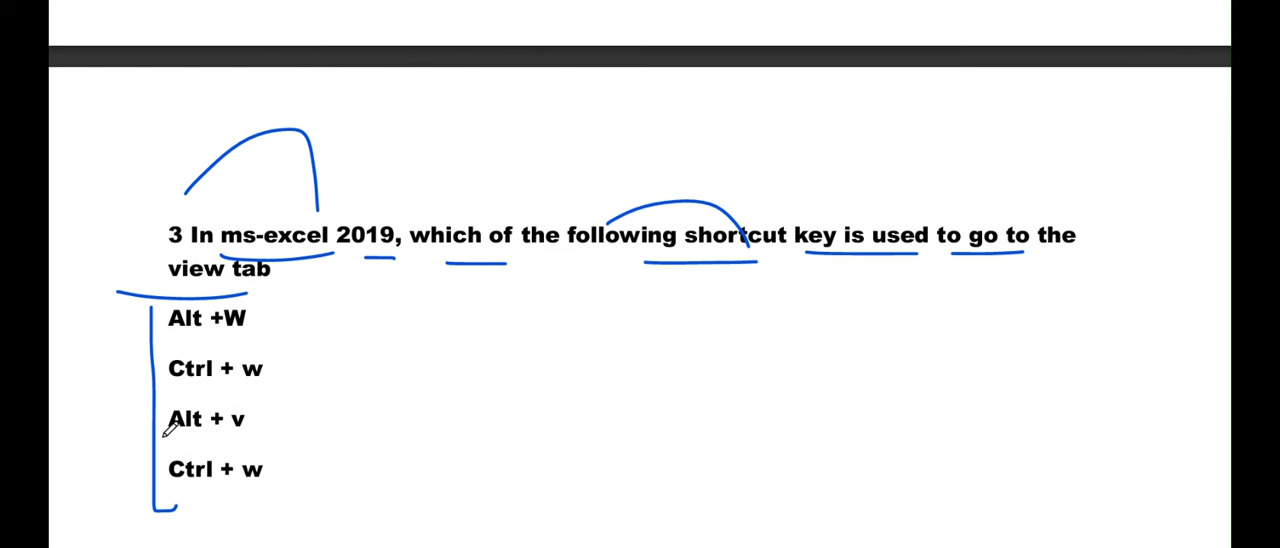 3 In ms-excel 2019, which of the following shortcut key is used to go to the
view tab
Alt +W
Ctrl + w
Alt + v
Ctrl + w